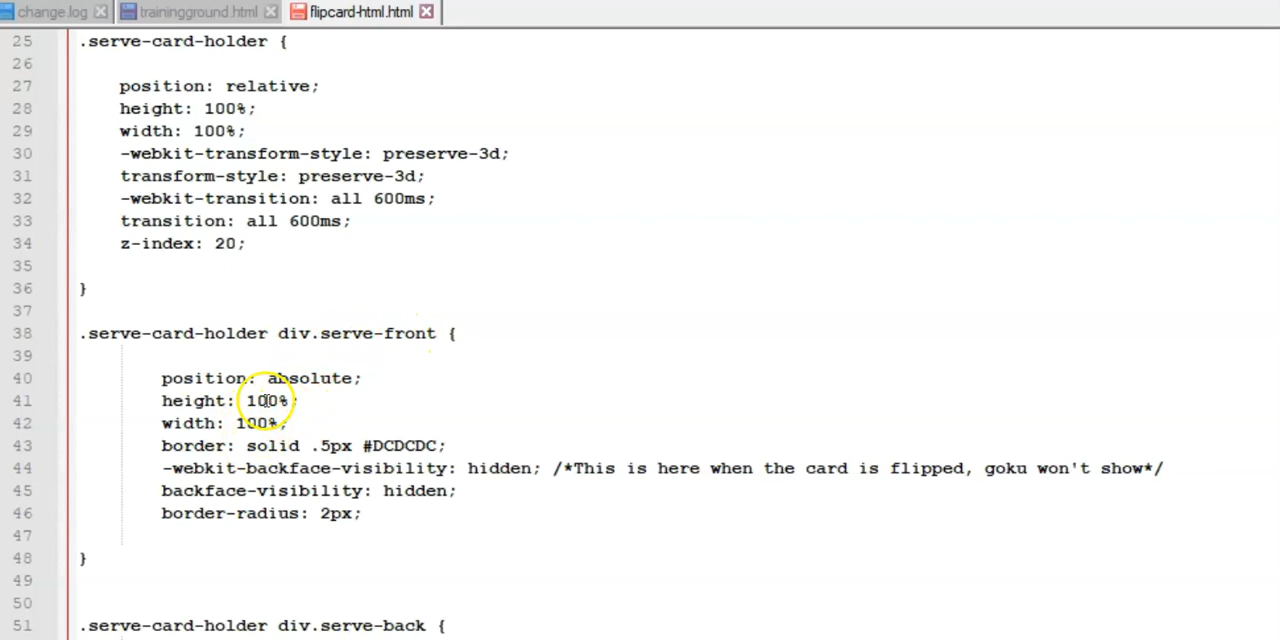 change.log trainingground.html flipcard-html.html
25 .serve-card-holder {
26
27 position: relative;
28 height: 100%;
29 width: 100%;
30 -webkit-transform-style: preserve-3d;
31 transform-style: preserve-3d;
32 -webkit-transition: all 600ms;
33 transition: all 600ms;
34 z-index: 20;
35
36 }
37
38 .serve-card-holder div.serve-front {
39
40 position: absolute;
41 height: 100%;
42 width: 100%;
43 border: solid .5px #DCDCDC;
44 -webkit-backface-visibility: hidden; /*This is here when the card is flipped, goku won't show*/
45 backface-visibility: hidden;
46 border-radius: 2px;
47
48 }
49
50
51 .serve-card-holder div.serve-back {